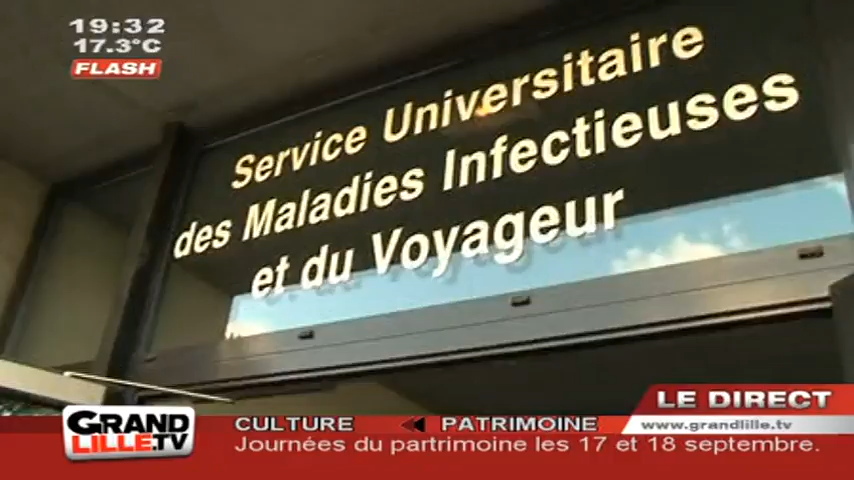 19:32
17.3°C
FLASH
Service Universitaire
des Maladies Infectieuses
et du Voyageur
LE DIRECT
www.grandlille.tv
GRAND
LILLE.TV
CULTURE PATRIMOINE
Journées du partrimoine les 17 et 18 septembre.